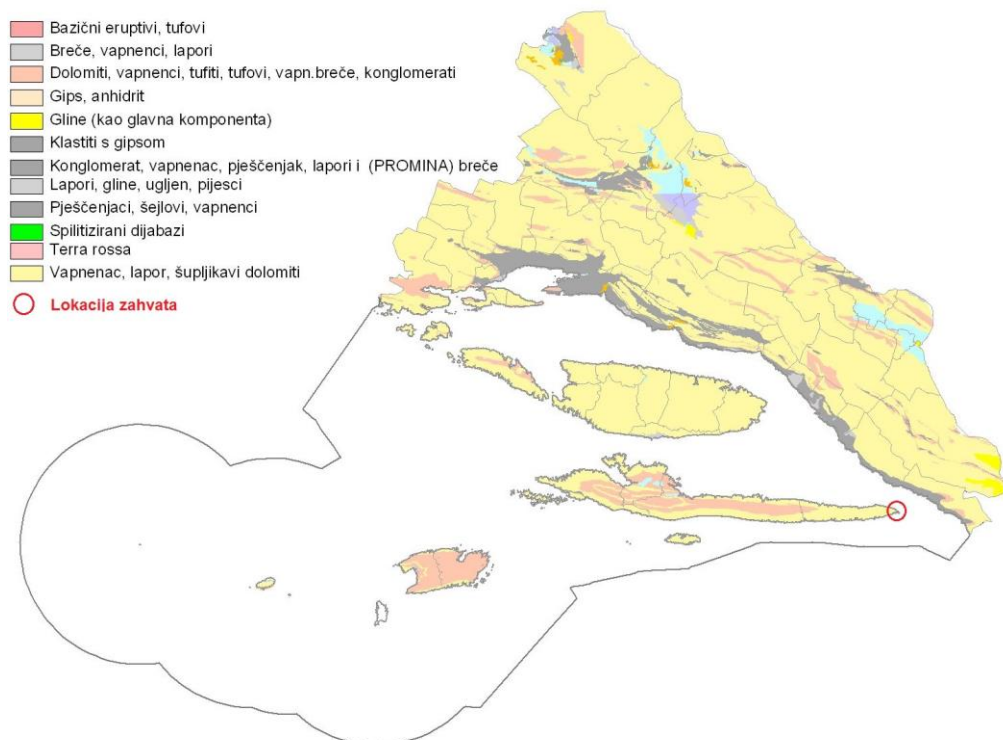 Bazični eruptivi, tufovi
Breče, vapnenci, lapori
Dolomiti, vapnenci, tufiti, tufovi, vapn.breče, konglomerati
Gips, anhidrit
Gline (kao glavna komponenta)
Klastiti s gipsom
Konglomerat, vapnenac, pješčenjak, lapori i (PROMINA) breče
Lapori, gline, ugljen, pijesci
Pješčenjaci, šejlovi, vapnenci
Spilitizirani dijabazi
Terra rossa
Vapnenac, lapor, šupljikavi dolomiti
Lokacija zahvata